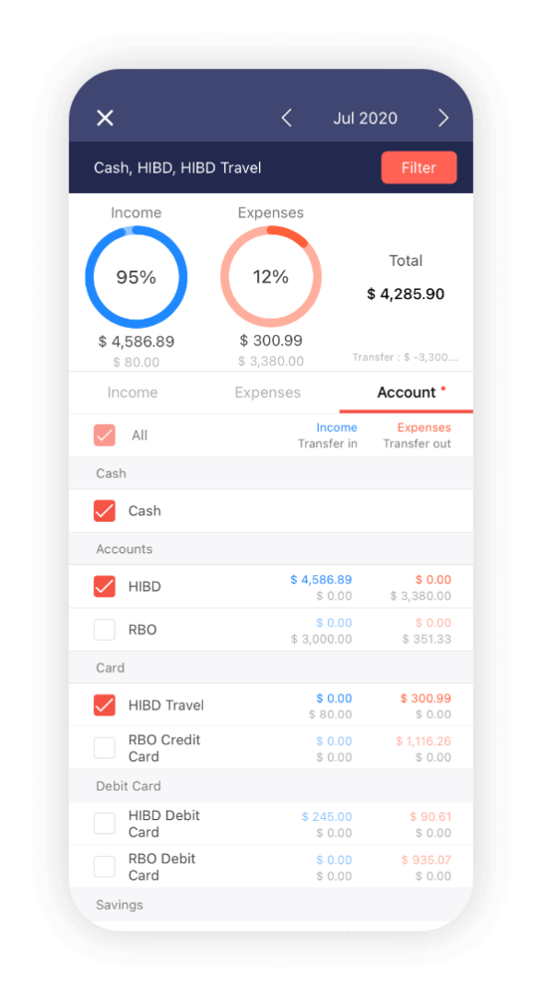 Jul 2020
Cash, HIBD, HIBD Travel
Filter
Income
Expenses
95%
12%
Total
$ 4,285.90
$ 4,586.89
$ 300.99
$ 80.00
$ 3,380.00
Transfer : $ -3,300....
Income
Expenses
Account
All
Income
Expenses
Transfer in
Transfer out
Cash
Cash
Accounts
HIBD
$ 4,586.89
$ 0.00
$ 0.00
$ 3,380.00
RBO
$ 0.00
$ 0.00
$ 3,000.00
$ 351.33
Card
HIBD Travel
$ 0.00
$ 300.99
$ 80.00
$ 0.00
RBO Credit
Card
$ 0.00
$ 1,116.26
$ 0.00
$ 0.00
Debit Card
HIBD Debit
Card
$ 245.00
$ 90.61
$ 0.00
$ 0.00
RBO Debit
Card
$ 0.00
$ 935.07
$ 0.00
$ 0.00
Savings